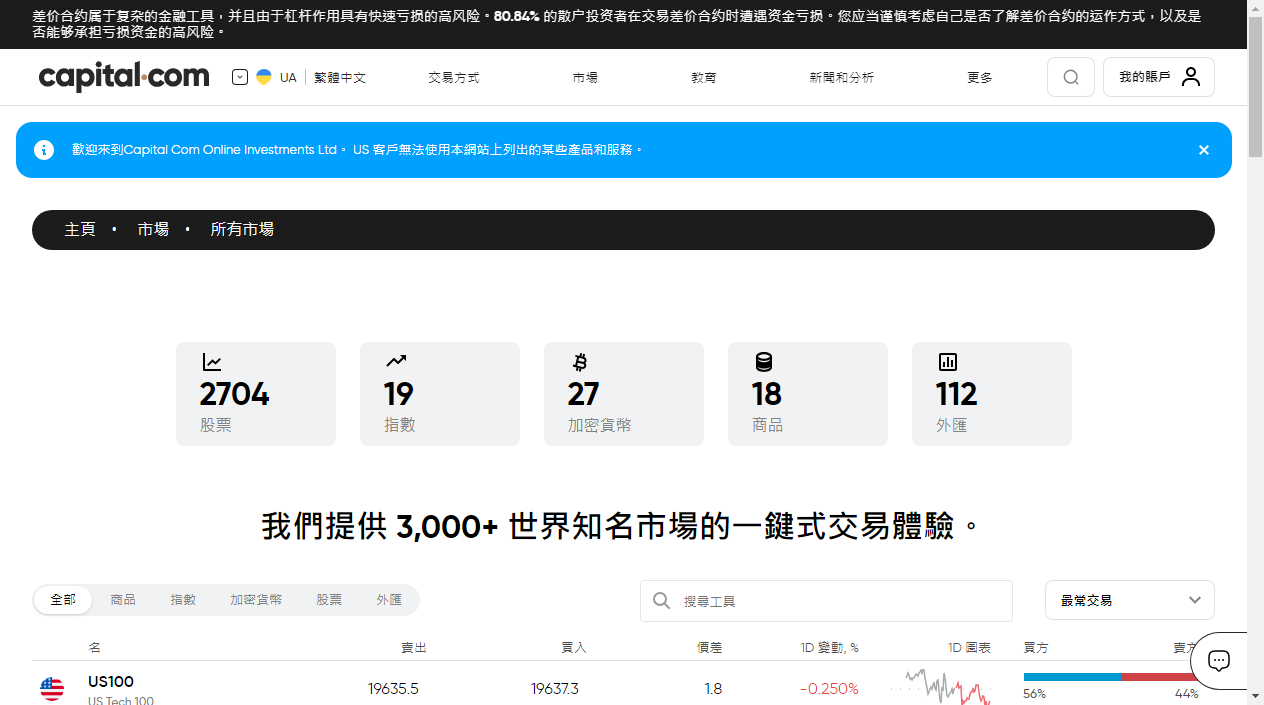 差价合约属于复杂的金融工具，并且由于杠杆作用具有快速亏损的高风险。80.84% 的散户投资者在交易差价合约时遭遇资金亏损。您应当谨慎考虑自己是否了解差价合约的运作方式，以及是
否能够承担亏损资金的高风险。
capital.com
UA 繁體中文
交易方式
市場
教育
新聞和分析
更多
我的賬戶
歡迎來到Capital Com Online Investments Ltd。 US 客戶無法使用本網站上列出的某些產品和服務。
主頁 • 市場 • 所有市場
2704
股票
19
指數
27
加密貨幣
18
商品
112
外匯
我們提供 3,000+ 世界知名市場的一鍵式交易體驗。
全部 商品 指數 加密貨幣 股票 外匯
搜尋工具
最常交易
名 賣出 買入 價差 1D 變動, % 1D 圖表 買方 賣方
US100 19635.5 19637.3 1.8 -0.250%
US Tech 100 56% 44%